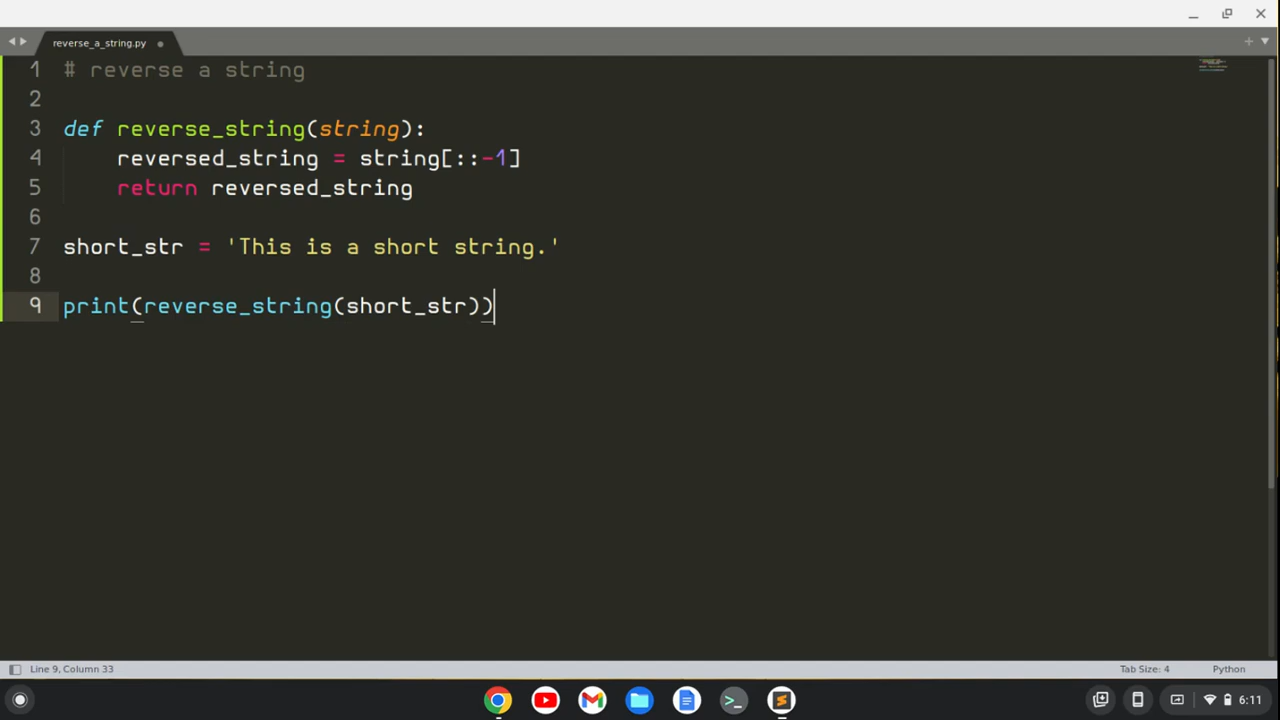 reverse_a_string.py
1 # reverse a string
2
3 def reverse_string(string):
4     reversed_string = string[::-1]
5     return reversed_string
6
7 short_str = 'This is a short string.'
8
9 print(reverse_string(short_str))
Line 9, Column 33
Tab Size: 4
Python
6:11